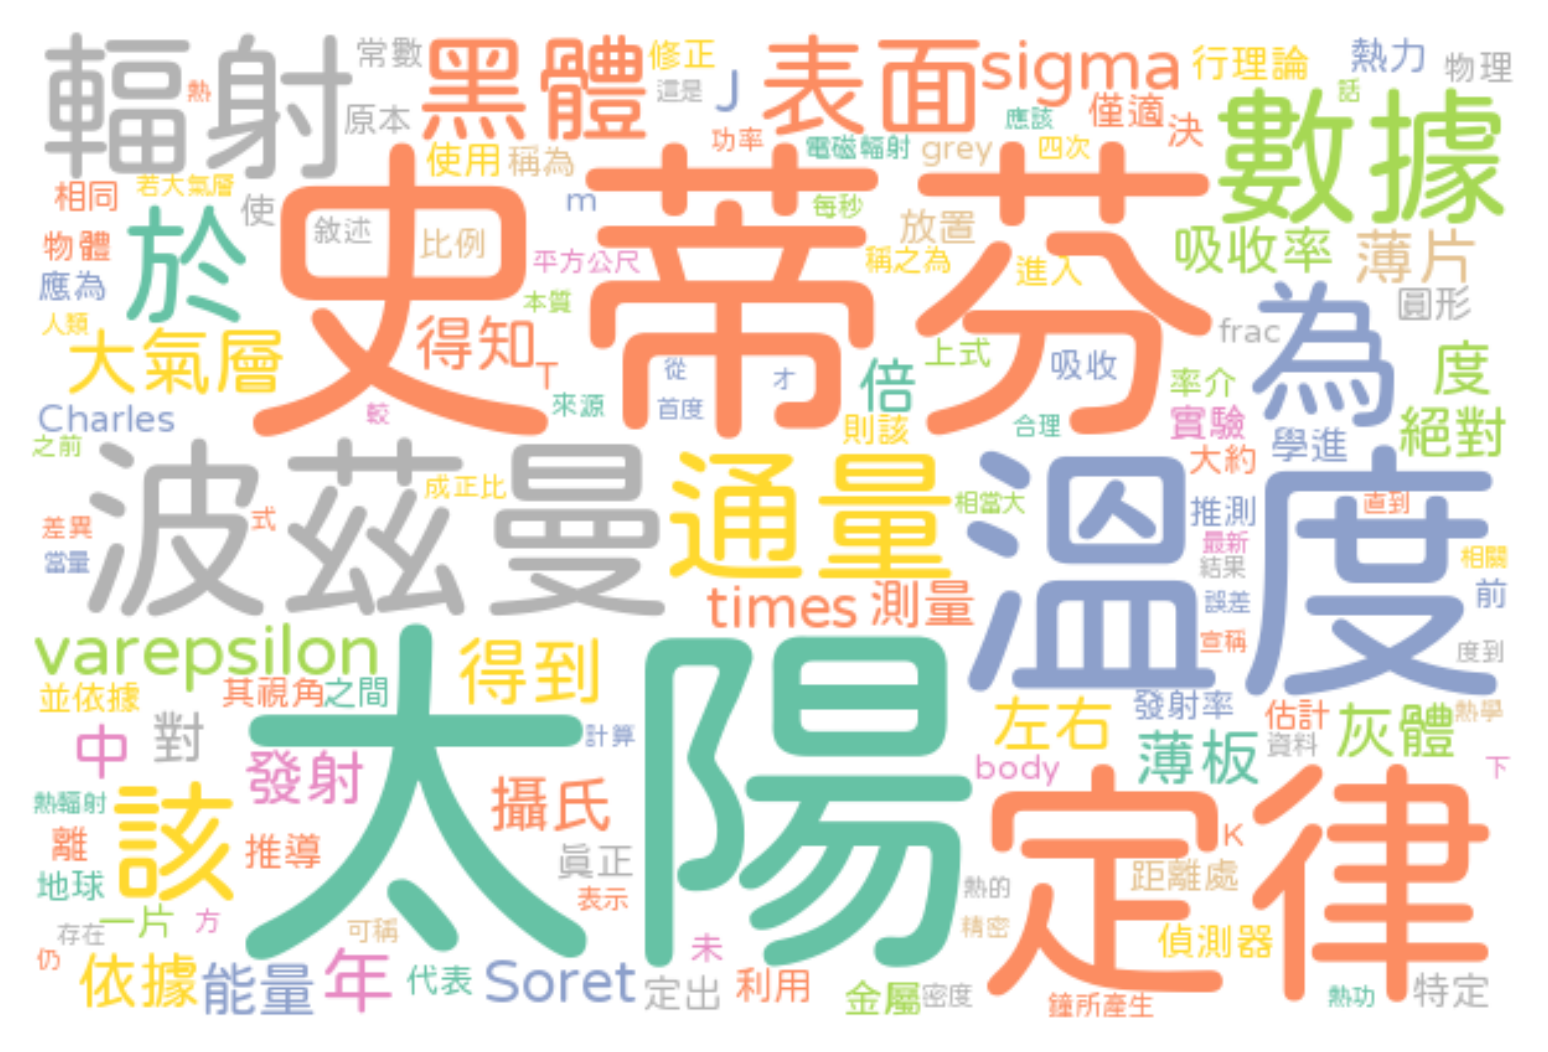 輻射
熱
常數
原本
黑體
修正
這是
J
表面
sigma
行理論
熱力
物理
話
應該
僅適
決
功率
電磁輻射
grey
四次
數據
相同
若大氣層
使
使用
稱為
m
每秒
放置
敘述
比例
史蒂芬
物體
於
應為
平方公尺
稱之為
進入
吸收率
薄片
本質
圓形
人類
大氣層
得知
T
從
才
倍
上式
吸收
frac
為
度
率介
Charles
較
來源
首度
則該
合理
實驗
學進
絕對
之前
波茲曼
成正比
通量
相當大
溫度
大約
推測
直到
差異
式
當量
最新
結果
相關
誤差
前
times
測量
宣稱
度到
varepsilon
得到
並依據
其視角
之間
太陽
左右
發射率
估計
灰體
熱學
中
對
計算
資料
發射
body
薄板
下
熱輻射
該
攝氏
定律
K
離
推導
眞正
距離處
地球
表示
熱的
一片
方
存在
可稱
精密
偵測器
仍
未
依據
能量
年
代表
Soret
定出
利用
金屬
密度
鐘所產生
熱功
特定